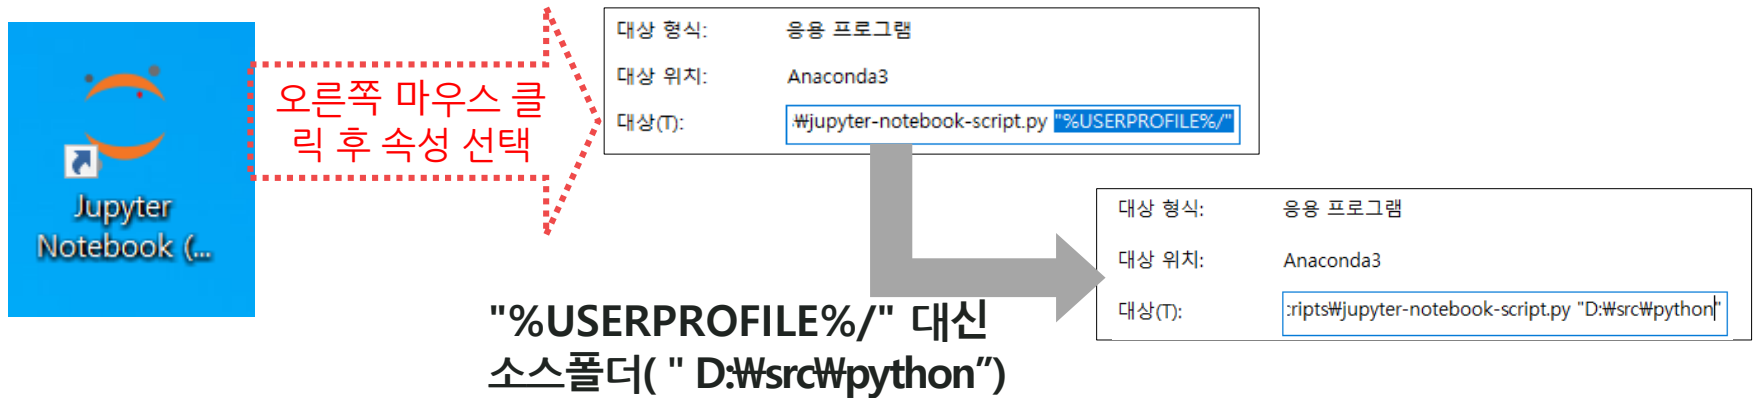 Jupyter
Notebook (...
오른쪽 마우스 클
릭 후 속성 선택
대상 형식: 응용 프로그램
대상 위치: Anaconda3
대상(T): ₩jupyter-notebook-script.py "%USERPROFILE%/"
대상 형식: 응용 프로그램
대상 위치: Anaconda3
대상(T): :ripts₩jupyter-notebook-script.py "D:₩src₩python"
"%USERPROFILE%/" 대신
소스폴더( " D:₩src₩python”)